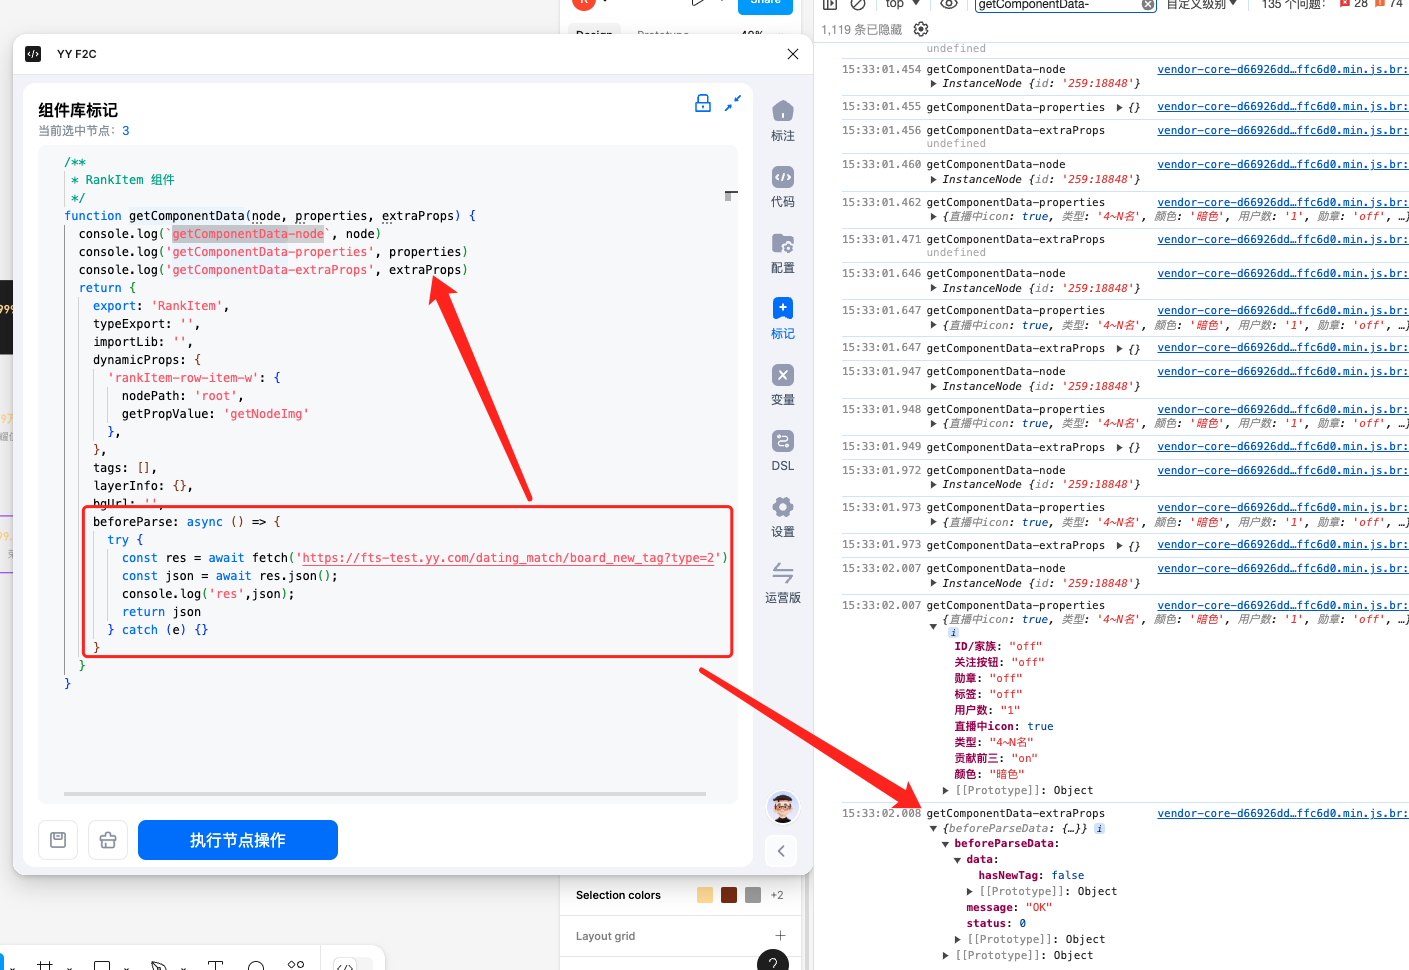 YY F2C
组件库标记
当前选中节点：3
/**
* RankItem 组件
*/
function getComponentData(node, properties, extraProps) {
console.log(`getComponentData-node`, node)
console.log('getComponentData-properties', properties)
console.log('getComponentData-extraProps', extraProps)
return {
export: 'RankItem',
typeExport: '',
importLib: '',
dynamicProps: {
'rankItem-row-item-w': {
nodePath: 'root',
getPropValue: 'getNodeImg'
},
},
tags: [],
layerInfo: {},
bgUrl: '',
beforeParse: async () => {
try {
const res = await fetch('https://fts-test.yy.com/dating_match/board_new_tag?type=2')
const json = await res.json();
console.log('res',json);
return json
} catch (e) {}
}
}
}
执行节点操作
标注
代码
配置
标记
变量
DSL
设置
运营版
Share
Design
Prototype
Selection colors
+2
Layout grid
?
top
getComponentData-
自定义级别
135 个问题：
28
74
1,119 条已隐藏
undefined
15:33:01.454 getComponentData-node vendor-core-d66926dd…ffc6d0.min.js.br:
InstanceNode {id: '259:18848'}
15:33:01.455 getComponentData-properties {} vendor-core-d66926dd…ffc6d0.min.js.br:
15:33:01.456 getComponentData-extraProps vendor-core-d66926dd…ffc6d0.min.js.br:
undefined
15:33:01.460 getComponentData-node vendor-core-d66926dd…ffc6d0.min.js.br:
InstanceNode {id: '259:18848'}
15:33:01.462 getComponentData-properties vendor-core-d66926dd…ffc6d0.min.js.br:
{直播中icon: true, 类型: '4~N名', 颜色: '暗色', 用户数: '1', 勋章: 'off', …}
15:33:01.471 getComponentData-extraProps vendor-core-d66926dd…ffc6d0.min.js.br:
undefined
15:33:01.646 getComponentData-node vendor-core-d66926dd…ffc6d0.min.js.br:
InstanceNode {id: '259:18848'}
15:33:01.647 getComponentData-properties vendor-core-d66926dd…ffc6d0.min.js.br:
{直播中icon: true, 类型: '4~N名', 颜色: '暗色', 用户数: '1', 勋章: 'off', …}
15:33:01.647 getComponentData-extraProps {} vendor-core-d66926dd…ffc6d0.min.js.br:
15:33:01.947 getComponentData-node vendor-core-d66926dd…ffc6d0.min.js.br:
InstanceNode {id: '259:18848'}
15:33:01.948 getComponentData-properties vendor-core-d66926dd…ffc6d0.min.js.br:
{直播中icon: true, 类型: '4~N名', 颜色: '暗色', 用户数: '1', 勋章: 'off', …}
15:33:01.949 getComponentData-extraProps {} vendor-core-d66926dd…ffc6d0.min.js.br:
15:33:01.972 getComponentData-node vendor-core-d66926dd…ffc6d0.min.js.br:
InstanceNode {id: '259:18848'}
15:33:01.973 getComponentData-properties vendor-core-d66926dd…ffc6d0.min.js.br:
{直播中icon: true, 类型: '4~N名', 颜色: '暗色', 用户数: '1', 勋章: 'off', …}
15:33:01.973 getComponentData-extraProps {} vendor-core-d66926dd…ffc6d0.min.js.br:
15:33:02.007 getComponentData-node vendor-core-d66926dd…ffc6d0.min.js.br:
InstanceNode {id: '259:18848'}
15:33:02.007 getComponentData-properties vendor-core-d66926dd…ffc6d0.min.js.br:
{直播中icon: true, 类型: '4~N名', 颜色: '暗色', 用户数: '1', 勋章: 'off', …}
i
ID/家族: "off"
关注按钮: "off"
勋章: "off"
标签: "off"
用户数: "1"
直播中icon: true
类型: "4~N名"
贡献前三: "on"
颜色: "暗色"
[[Prototype]]: Object
15:33:02.008 getComponentData-extraProps vendor-core-d66926dd…ffc6d0.min.js.br:
{beforeParseData: {…}} i
beforeParseData:
data:
hasNewTag: false
[[Prototype]]: Object
message: "OK"
status: 0
[[Prototype]]: Object
[[Prototype]]: Object